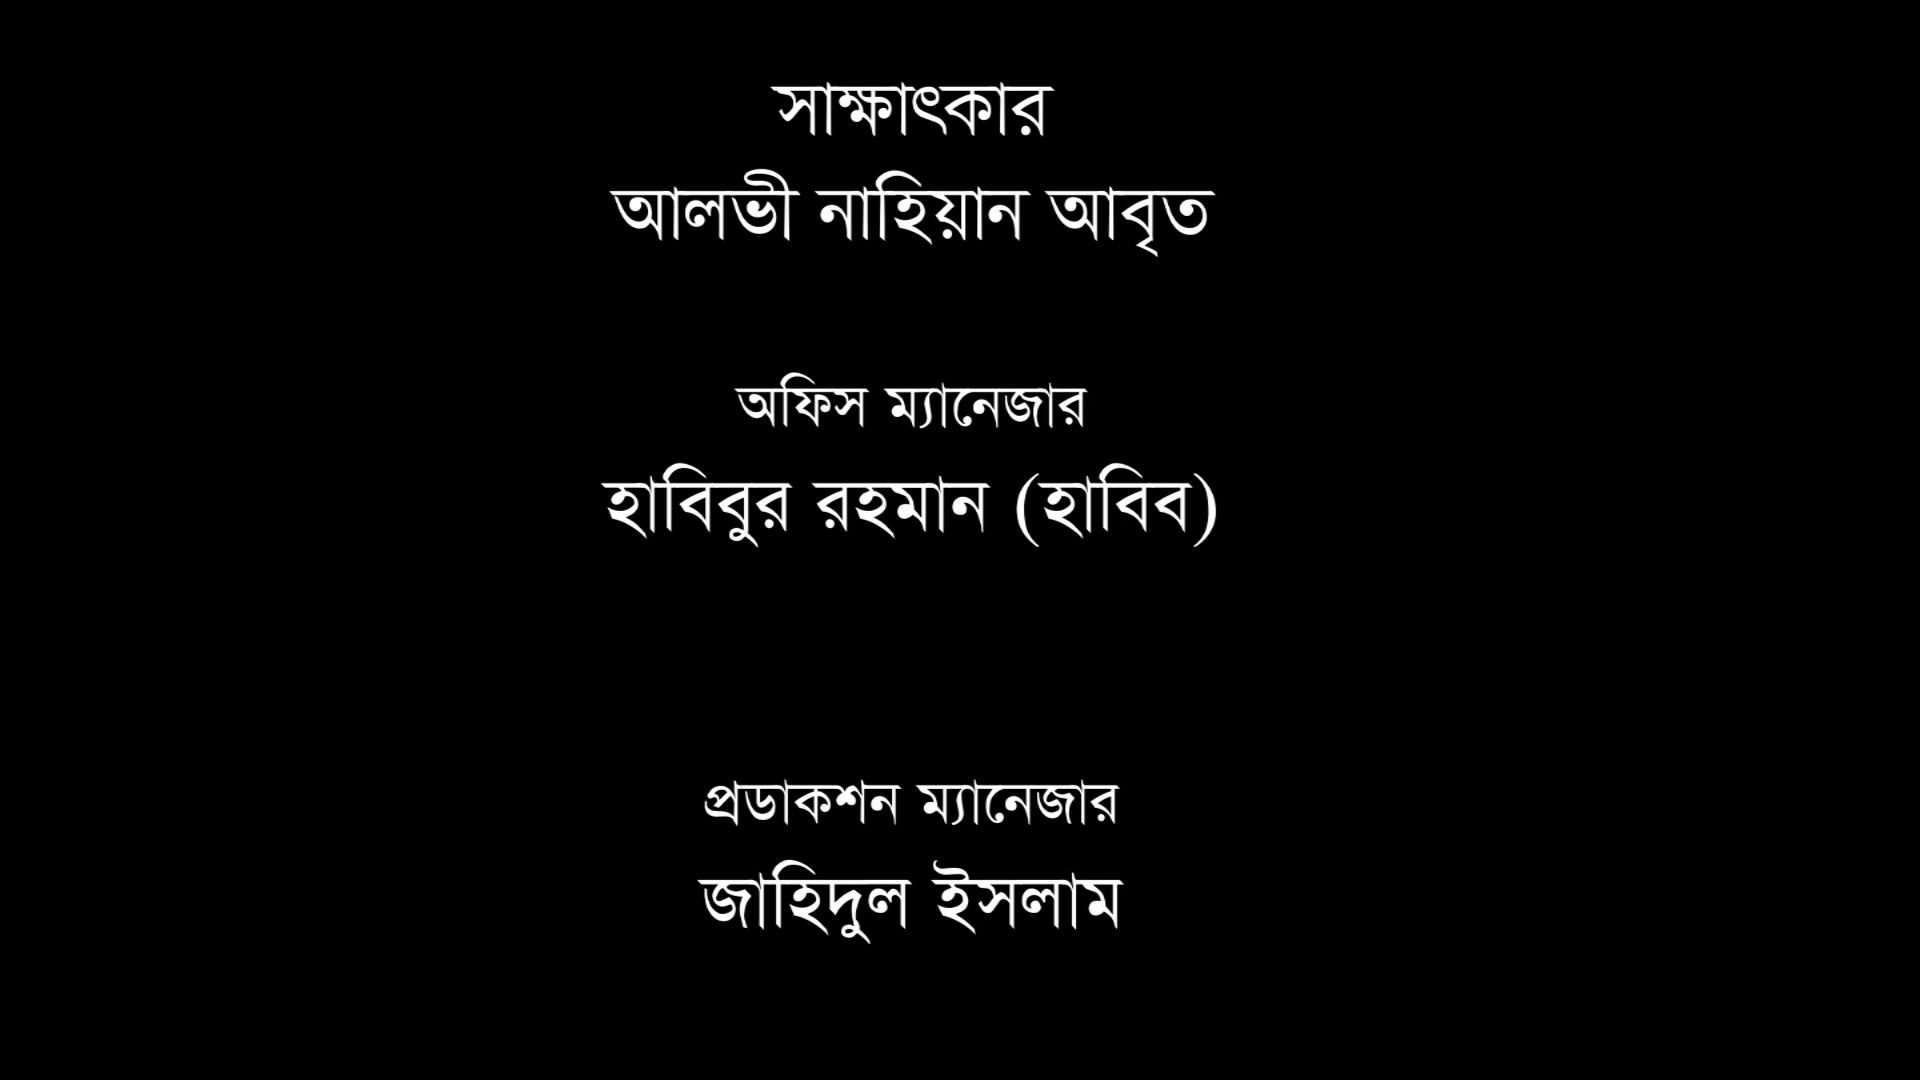 সাক্ষাৎকার
আলভী নাহিয়ান আবৃত
অফিস ম্যানেজার
হাবিবুর রহমান (হাবিব)
প্রডাকশন ম্যানেজার
জাহিদুল ইসলাম